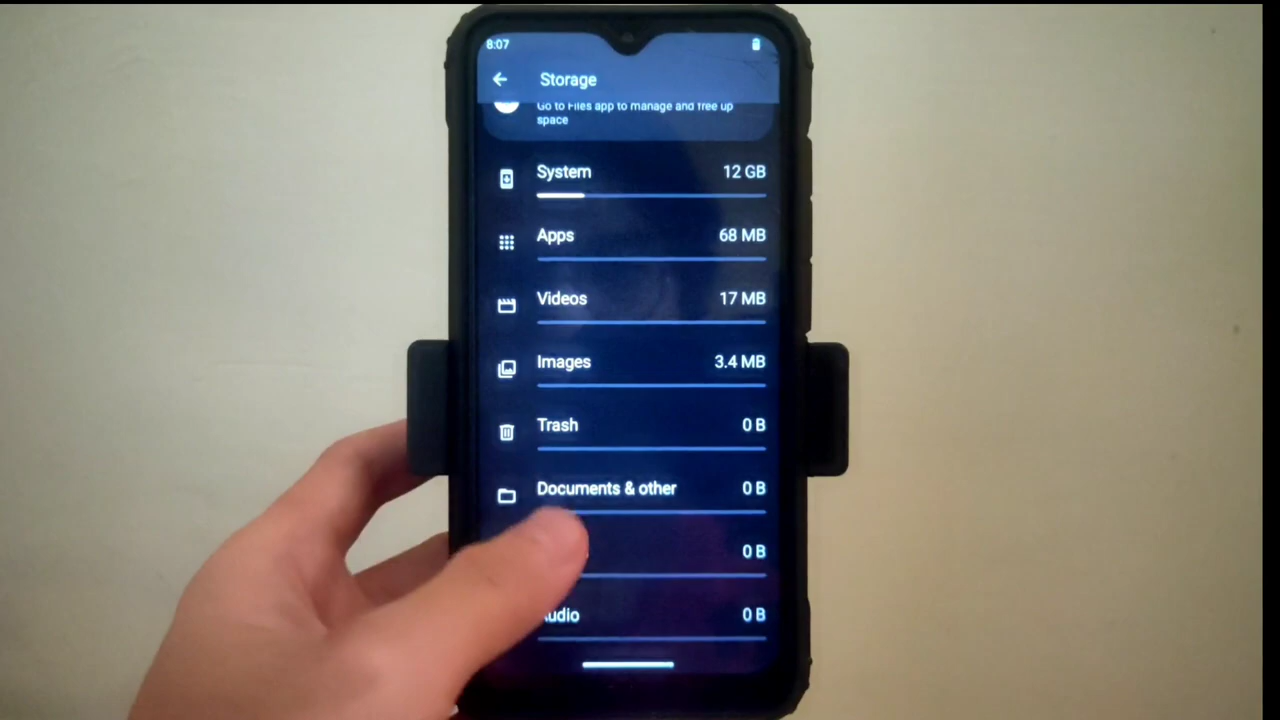 8:07
Storage
Go to Files app to manage and free up
space
System 12 GB
Apps 68 MB
Videos 17 MB
Images 3.4 MB
Trash 0 B
Documents & other 0 B
0 B
0 B